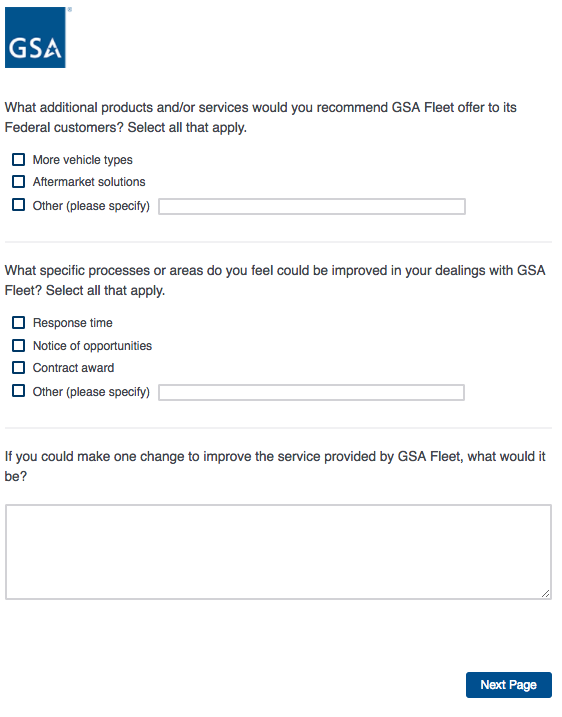 GSA
What additional products and/or services would you recommend GSA Fleet offer to its
Federal customers? Select all that apply.
More vehicle types
Aftermarket solutions
Other (please specify)
What specific processes or areas do you feel could be improved in your dealings with GSA
Fleet? Select all that apply.
Response time
Notice of opportunities
Contract award
Other (please specify)
If you could make one change to improve the service provided by GSA Fleet, what would it
be?
Next Page